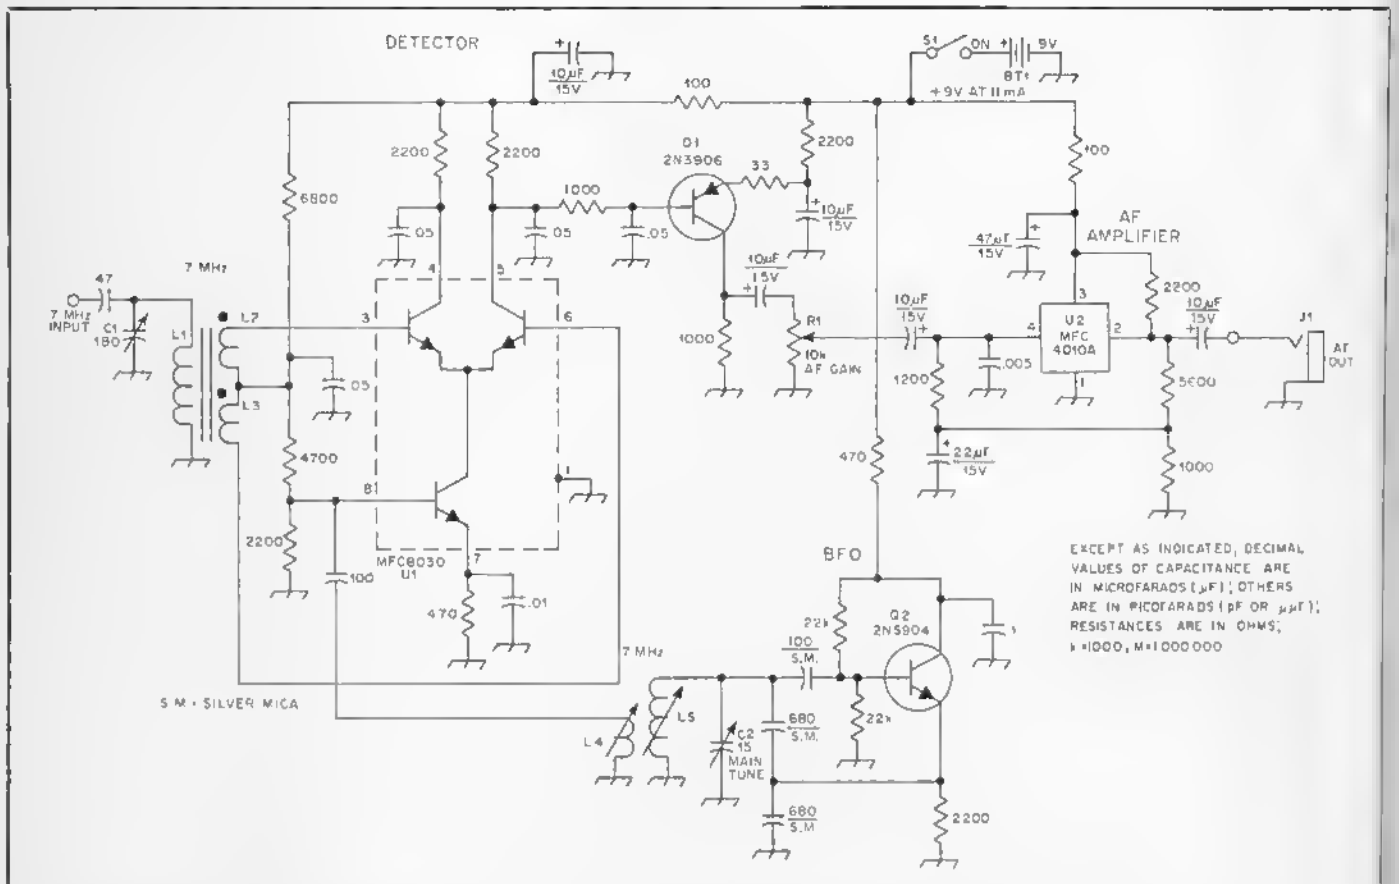 DETECTOR
10µF
15V
S1
ON
9V
BT1
+9V AT 11mA
100
2200
2200
6800
Q1
2N3906
33
2200
100
1000
.05
.05
.05
10µF
15V
47µF
15V
AF
AMPLIFIER
4
5
7 MHz
47
7 MHz
INPUT
C1
180
L1
L2
L3
3
6
10µF
15V
R1
10k
AF GAIN
1000
10µF
15V
4
3
U2
MFC
4010A
2
1
2200
10µF
15V
J1
AF
OUT
.05
1200
.005
5600
4700
8
1
22µF
15V
1000
470
2200
100
MFC8030
U1
7
470
.01
BFO
EXCEPT AS INDICATED, DECIMAL
VALUES OF CAPACITANCE ARE
IN MICROFARADS (µF); OTHERS
ARE IN PICOFARADS (pF OR µµF);
RESISTANCES ARE IN OHMS;
k=1000, M=1000000
22k
Q2
2N5904
7 MHz
100
S.M.
S.M = SILVER MICA
L4
L5
C2
15
MAIN
TUNE
680
S.M.
22k
680
S.M
2200